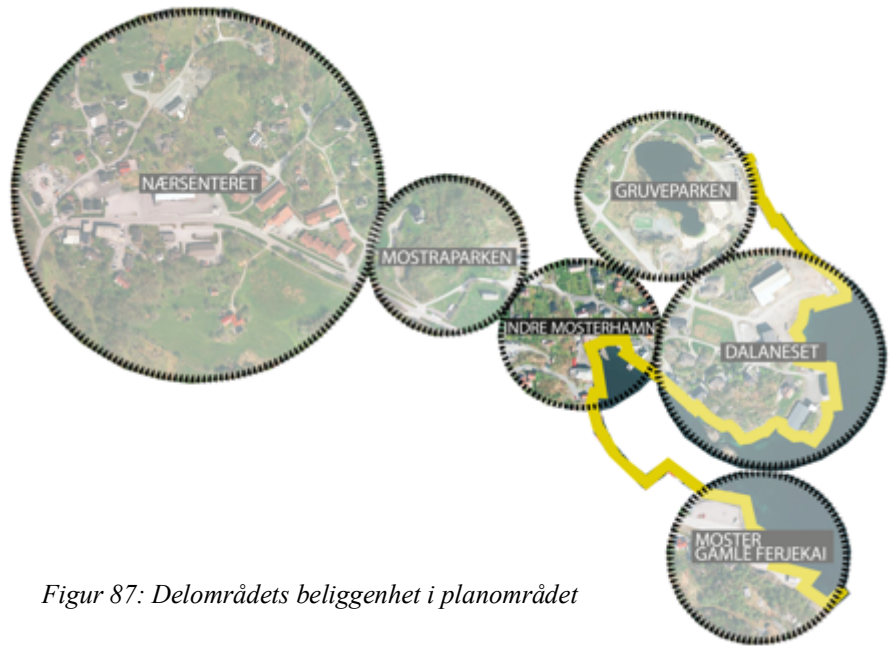 NÆRSENTERET
GRUVEPARKEN
MOSTRAPARKEN
INDRE MOSTERHAMN
DALANESET
MOSTER
GAMLE FERJEKAI
Figur 87: Delområdets beliggenhet i planområdet